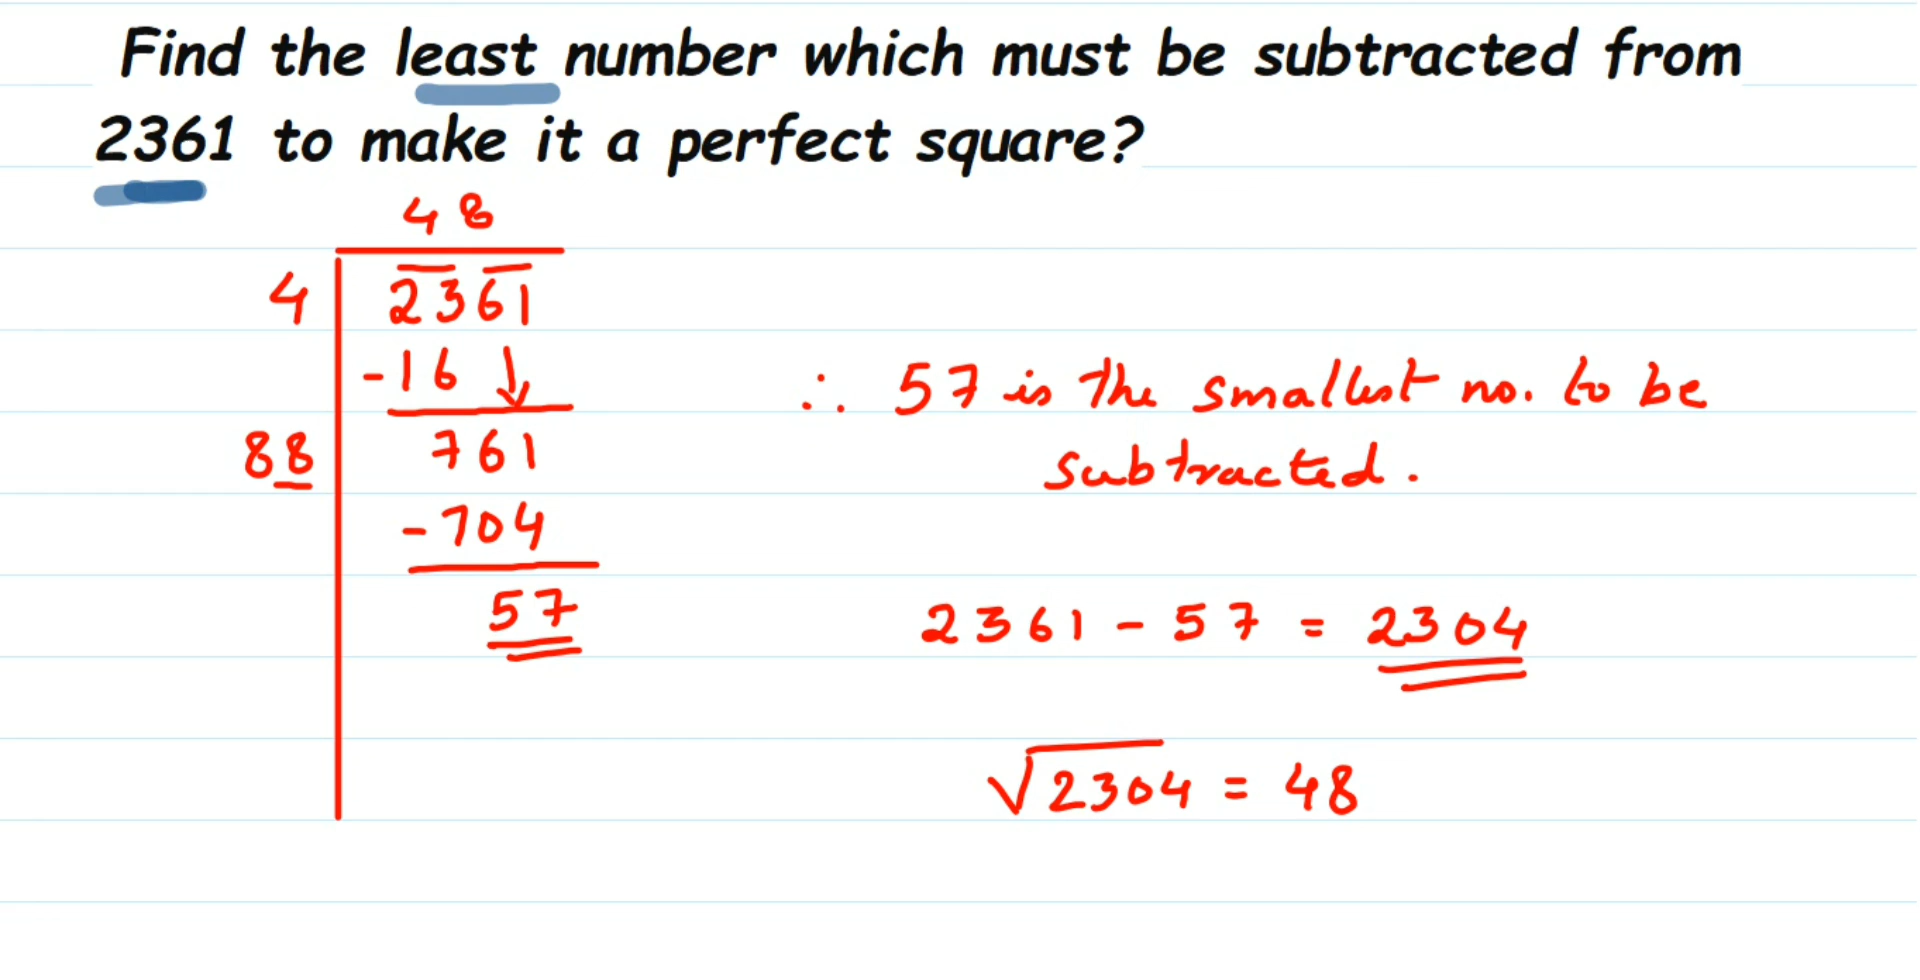 Find the least number which must be subtracted from
2361 to make it a perfect square?
48
4 2361
-16
88 761
-704
57
∴ 57 is the smallest no. to be
subtracted.
2361 - 57 = 2304
√2304 = 48